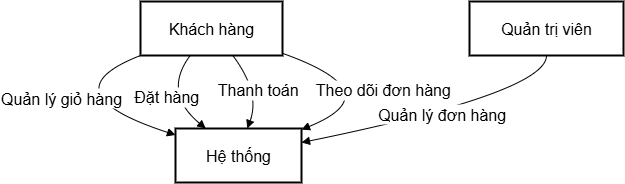 Khách hàng
Quản trị viên
Quản lý giỏ hàng
Đặt hàng
Thanh toán
Theo dõi đơn hàng
Quản lý đơn hàng
Hệ thống